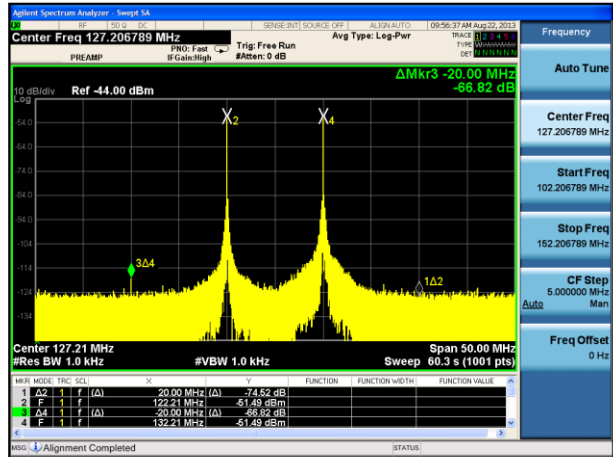 Agilent Spectrum Analyzer - Swept SA
RF 50 Ω DC SENSE:INT SOURCE OFF ALIGN AUTO 09:56:37 AM Aug 22, 2013
Center Freq 127.206789 MHz
PREAMP
PNO: Fast
IFGain:High
Trig: Free Run
#Atten: 0 dB
Avg Type: Log-Pwr
TRACE 1 2 3 4 5 6
TYPE
DET N N N N N N
ΔMkr3 -20.00 MHz
-66.82 dB
10 dB/div Ref -44.00 dBm
Log
-54.0
-64.0
-74.0
-84.0
-94.0
-104
-114
-124
-134
2
4
3Δ4
1Δ2
Center 127.21 MHz Span 50.00 MHz
#Res BW 1.0 kHz #VBW 1.0 kHz Sweep 60.3 s (1001 pts)
MKR MODE TRC SCL X Y FUNCTION FUNCTION WIDTH FUNCTION VALUE
1 Δ2 1 f (Δ) 20.00 MHz (Δ) -74.52 dB
2 F 1 f 122.21 MHz -51.49 dBm
3 Δ4 1 f (Δ) -20.00 MHz (Δ) -66.82 dB
4 F 1 f 132.21 MHz -51.49 dBm
MSG Alignment Completed STATUS
Frequency
Auto Tune
Center Freq
127.206789 MHz
Start Freq
102.206789 MHz
Stop Freq
152.206789 MHz
CF Step
5.000000 MHz
Auto Man
Freq Offset
0 Hz